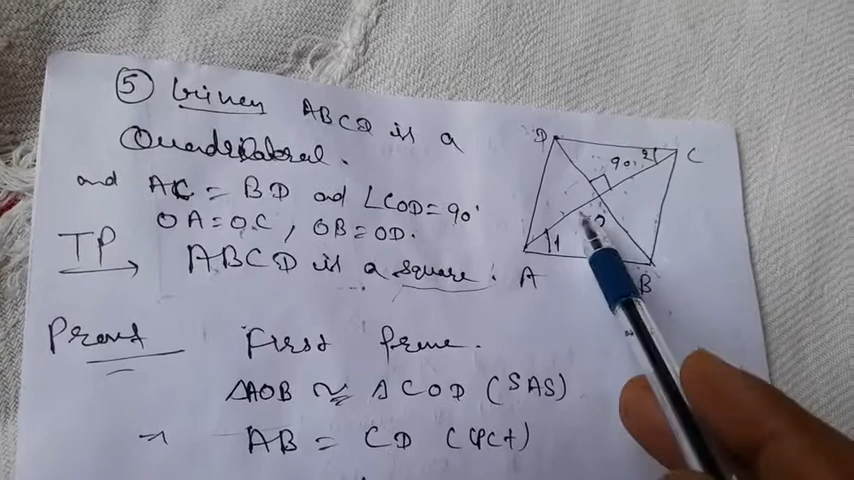 ⑤ Given ABCD is a
Quadrilateral.
and AC = BD and ∠COD = 90°
OA = OC, OB = OD.
TP → ABCD is a square.
Proof First Prove.
△AOB ≅ △COD (SAS)
→ AB = CD (CPCT)
D
C
90°
2
O
1
A
B